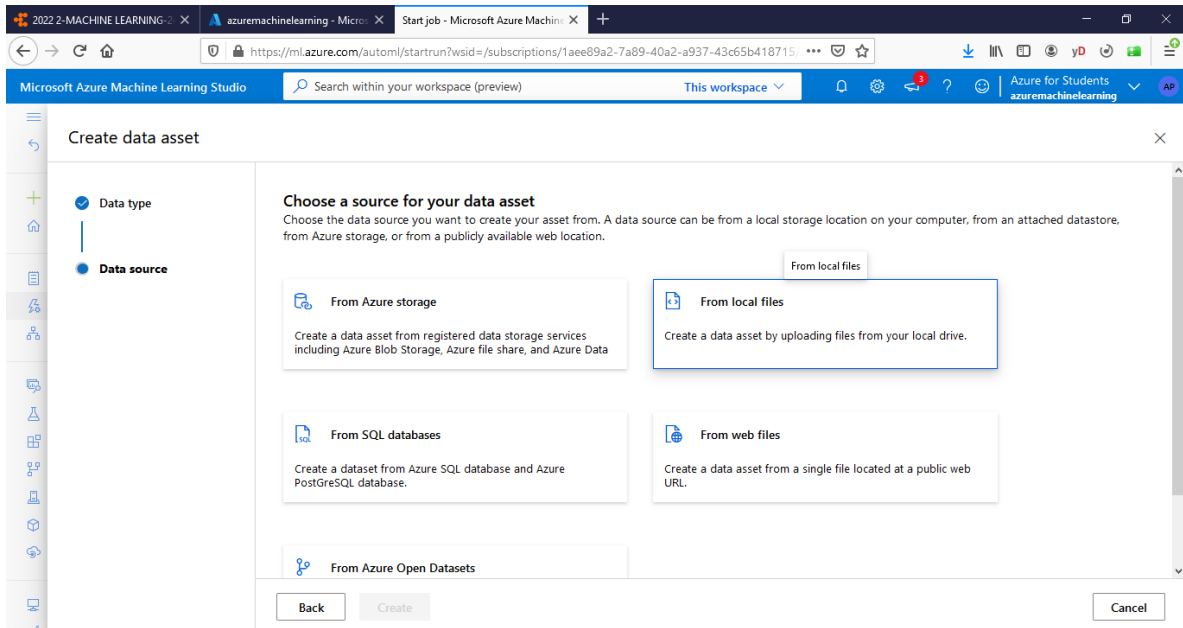 2022 2-MACHINE LEARNING-2
azuremachinelearning - Micros
Start job - Microsoft Azure Machine
https://ml.azure.com/automl/startrun?wsid=/subscriptions/1aee89a2-7a89-40a2-a937-43c65b418715
yD
Microsoft Azure Machine Learning Studio
Search within your workspace (preview)
This workspace
3
?
Azure for Students
azuremachinelearning
AP
Create data asset
Data type
Data source
Choose a source for your data asset
Choose the data source you want to create your asset from. A data source can be from a local storage location on your computer, from an attached datastore,
from Azure storage, or from a publicly available web location.
From local files
From Azure storage
Create a data asset from registered data storage services
including Azure Blob Storage, Azure file share, and Azure Data
From local files
Create a data asset by uploading files from your local drive.
From SQL databases
Create a dataset from Azure SQL database and Azure
PostGreSQL database.
From web files
Create a data asset from a single file located at a public web
URL.
From Azure Open Datasets
Back
Create
Cancel